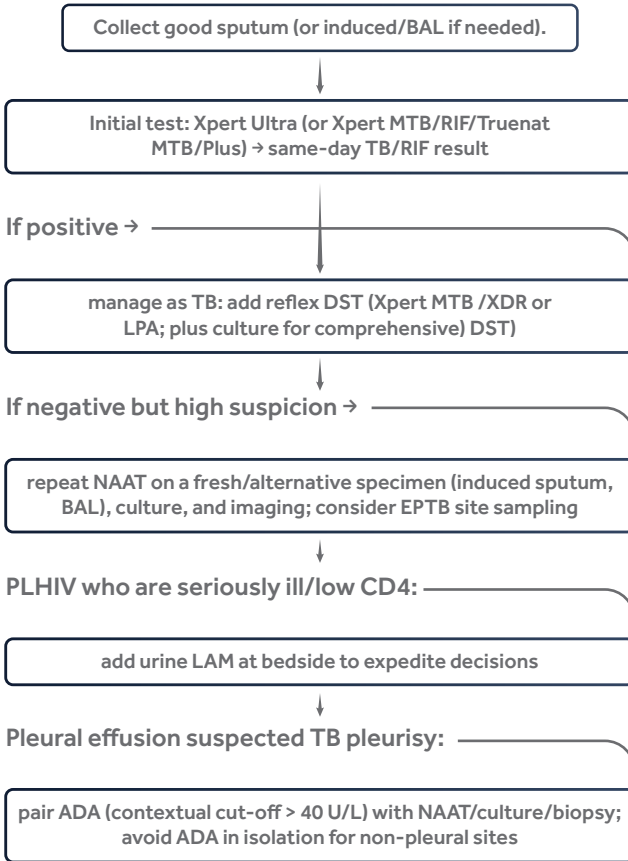 Collect good sputum (or induced/BAL if needed).
Initial test: Xpert Ultra (or Xpert MTB/RIF/Truenat
MTB/Plus) → same-day TB/RIF result
If positive →
manage as TB: add reflex DST (Xpert MTB /XDR or
LPA; plus culture for comprehensive) DST)
If negative but high suspicion →
repeat NAAT on a fresh/alternative specimen (induced sputum,
BAL), culture, and imaging; consider EPTB site sampling
PLHIV who are seriously ill/low CD4:
add urine LAM at bedside to expedite decisions
Pleural effusion suspected TB pleurisy:
pair ADA (contextual cut-off > 40 U/L) with NAAT/culture/biopsy;
avoid ADA in isolation for non-pleural sites